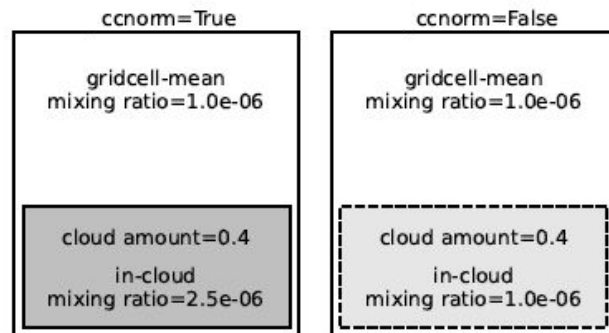 ccnorm=True
gridcell-mean
mixing ratio=1.0e-06
cloud amount=0.4
in-cloud
mixing ratio=2.5e-06
ccnorm=False
gridcell-mean
mixing ratio=1.0e-06
cloud amount=0.4
in-cloud
mixing ratio=1.0e-06